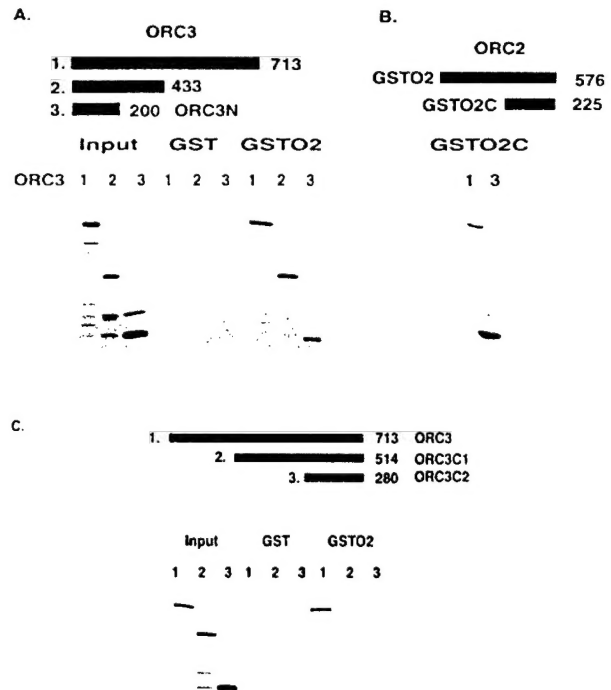 A.
ORC3
1. 713
2. 433
3. 200 ORC3N
Input GST GSTO2
ORC3 1 2 3 1 2 3 1 2 3
B.
ORC2
GSTO2 576
GSTO2C 225
GSTO2C
1 3
C.
1. 713 ORC3
2. 514 ORC3C1
3. 280 ORC3C2
Input GST GSTO2
1 2 3 1 2 3 1 2 3